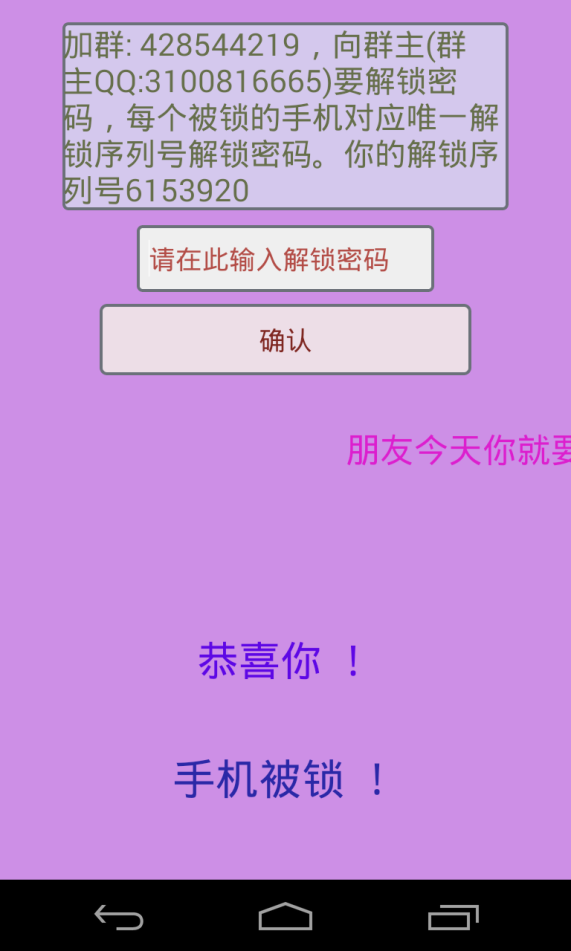 加群: 428544219，向群主(群
主QQ:3100816665)要解锁密
码，每个被锁的手机对应唯一解
锁序列号解锁密码。你的解锁序
列号6153920
请在此输入解锁密码
确认
朋友今天你就要
恭喜你 ！
手机被锁 ！